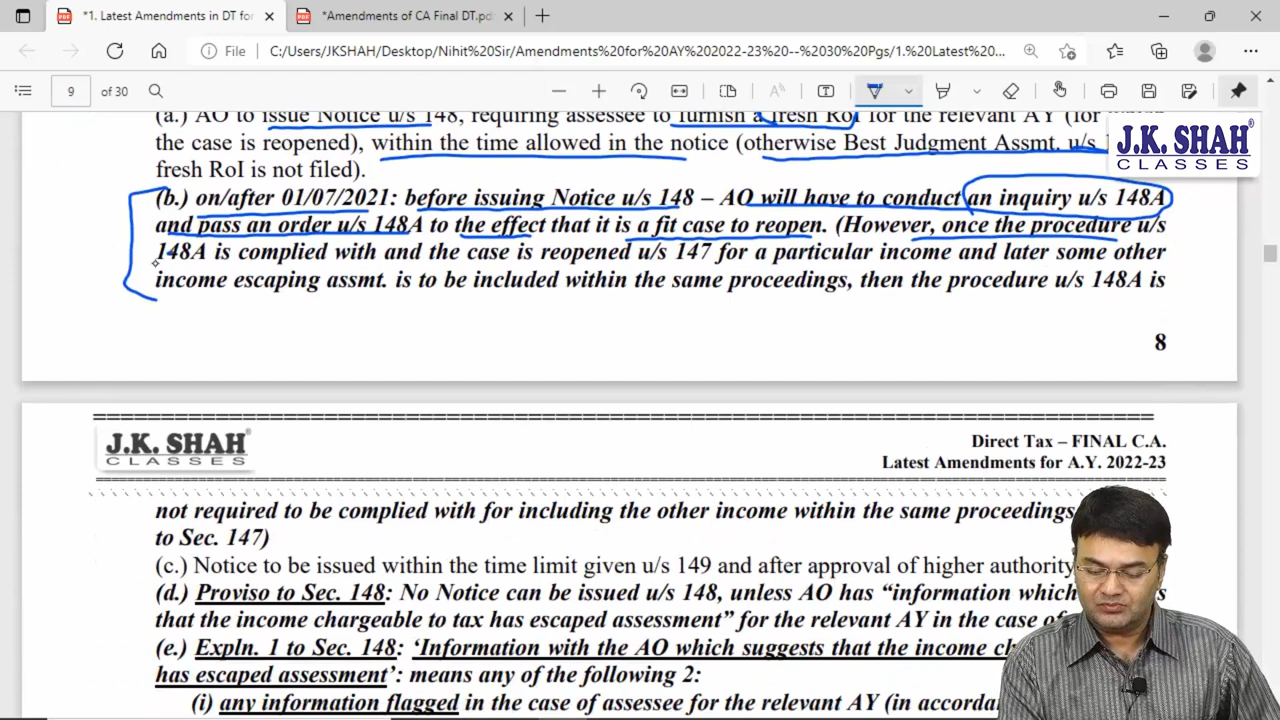 *1. Latest Amendments in DT for
*Amendments of CA Final DT.pd
File
C:/Users/JKSHAH/Desktop/Nihit%20Sir/Amendments%20for%20AY%202022-23%20--%2030%20Pgs/1.%20Latest%20...
9 of 30
(a.) AO to issue Notice u/s 148, requiring assessee to furnish a fresh RoI for the relevant AY (for
the case is reopened), within the time allowed in the notice (otherwise Best Judgment Assmt. u/s
fresh RoI is not filed).
J.K. SHAH®
CLASSES
(b.) on/after 01/07/2021: before issuing Notice u/s 148 – AO will have to conduct an inquiry u/s 148A
and pass an order u/s 148A to the effect that it is a fit case to reopen. (However, once the procedure u/s
148A is complied with and the case is reopened u/s 147 for a particular income and later some other
income escaping assmt. is to be included within the same proceedings, then the procedure u/s 148A is
8
J.K. SHAH®
CLASSES
Direct Tax – FINAL C.A.
Latest Amendments for A.Y. 2022-23
not required to be complied with for including the other income within the same proceedings
to Sec. 147)
(c.) Notice to be issued within the time limit given u/s 149 and after approval of higher authority
(d.) Proviso to Sec. 148: No Notice can be issued u/s 148, unless AO has “information which
that the income chargeable to tax has escaped assessment” for the relevant AY in the case of
(e.) Expln. 1 to Sec. 148: ‘Information with the AO which suggests that the income
has escaped assessment’: means any of the following 2:
(i) any information flagged in the case of assessee for the relevant AY (in